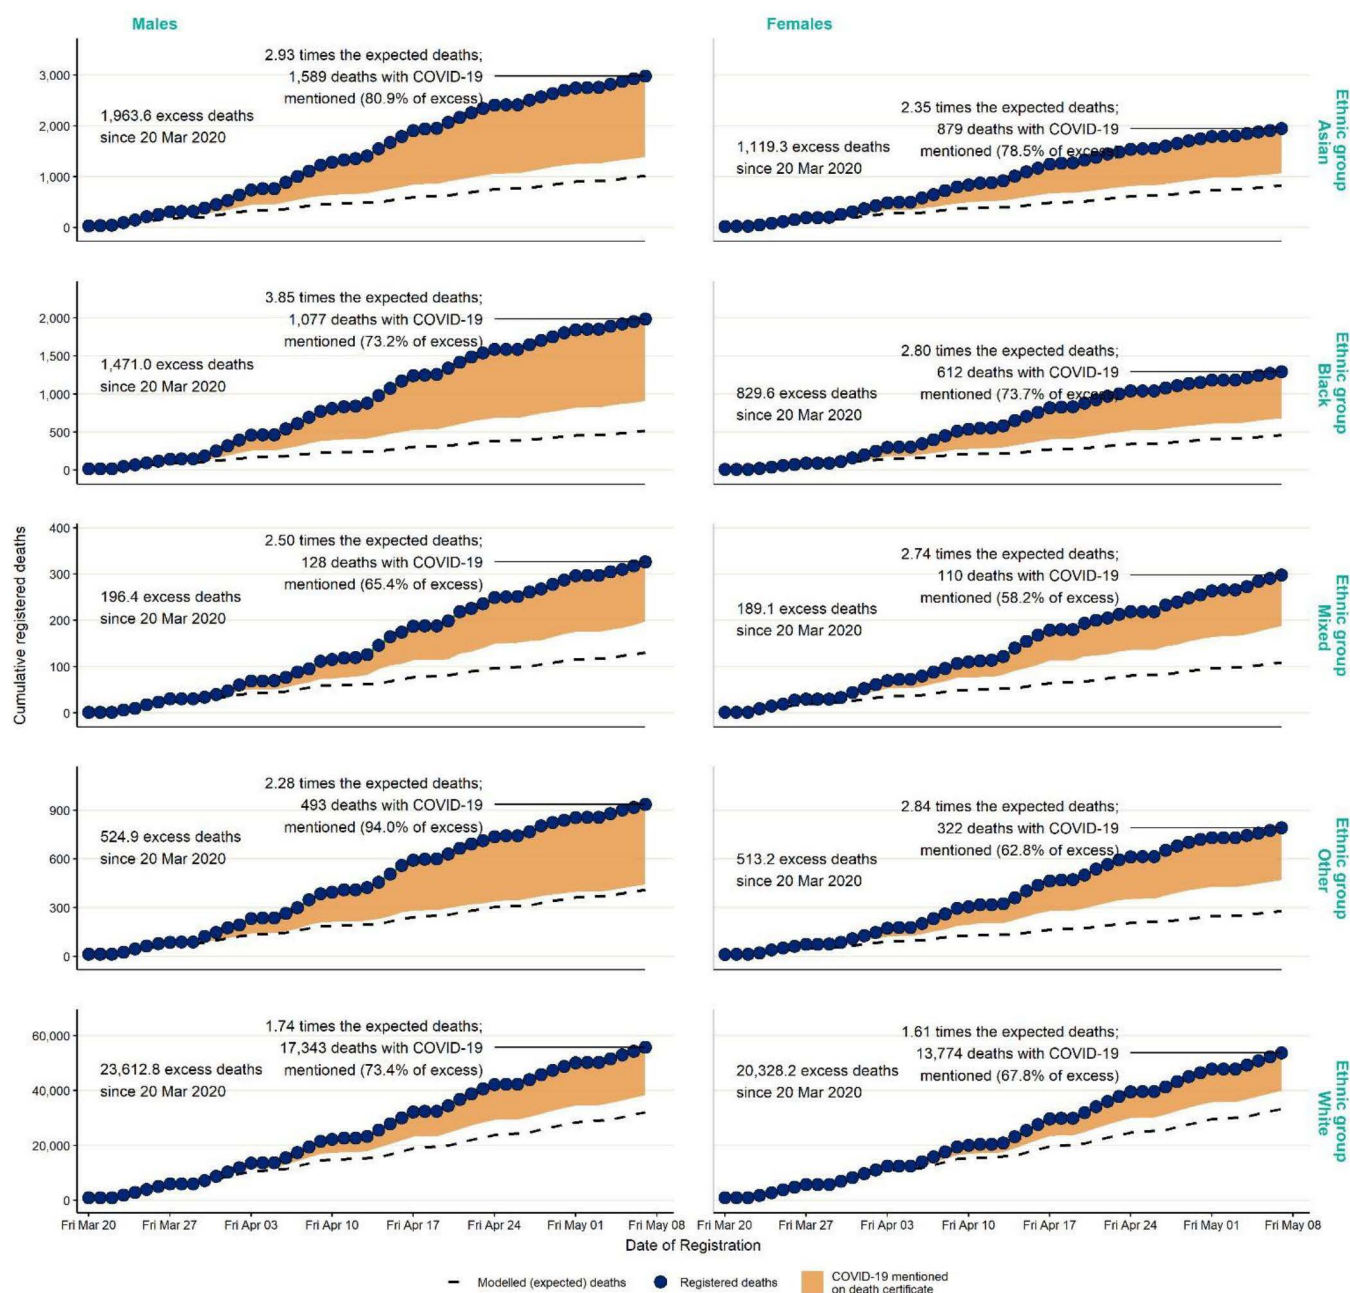 Males
Females
2.93 times the expected deaths;
1,589 deaths with COVID-19
mentioned (80.9% of excess)
1,963.6 excess deaths
since 20 Mar 2020
3,000
2,000
1,000
0
2.35 times the expected deaths;
879 deaths with COVID-19
mentioned (78.5% of excess)
1,119.3 excess deaths
since 20 Mar 2020
Ethnic group
Asian
3.85 times the expected deaths;
1,077 deaths with COVID-19
mentioned (73.2% of excess)
1,471.0 excess deaths
since 20 Mar 2020
2,000
1,500
1,000
500
0
2.80 times the expected deaths;
612 deaths with COVID-19
mentioned (73.7% of excess)
829.6 excess deaths
since 20 Mar 2020
Ethnic group
Black
Cumulative registered deaths
2.50 times the expected deaths;
128 deaths with COVID-19
mentioned (65.4% of excess)
196.4 excess deaths
since 20 Mar 2020
400
300
200
100
0
2.74 times the expected deaths;
110 deaths with COVID-19
mentioned (58.2% of excess)
189.1 excess deaths
since 20 Mar 2020
Ethnic group
Mixed
2.28 times the expected deaths;
493 deaths with COVID-19
mentioned (94.0% of excess)
524.9 excess deaths
since 20 Mar 2020
900
600
300
0
2.84 times the expected deaths;
322 deaths with COVID-19
mentioned (62.8% of excess)
513.2 excess deaths
since 20 Mar 2020
Ethnic group
Other
1.74 times the expected deaths;
17,343 deaths with COVID-19
mentioned (73.4% of excess)
23,612.8 excess deaths
since 20 Mar 2020
60,000
40,000
20,000
0
1.61 times the expected deaths;
13,774 deaths with COVID-19
mentioned (67.8% of excess)
20,328.2 excess deaths
since 20 Mar 2020
Ethnic group
White
Fri Mar 20 Fri Mar 27 Fri Apr 03 Fri Apr 10 Fri Apr 17 Fri Apr 24 Fri May 01 Fri May 08
Fri Mar 20 Fri Mar 27 Fri Apr 03 Fri Apr 10 Fri Apr 17 Fri Apr 24 Fri May 01 Fri May 08
Date of Registration
Modelled (expected) deaths
Registered deaths
COVID-19 mentioned
on death certificate